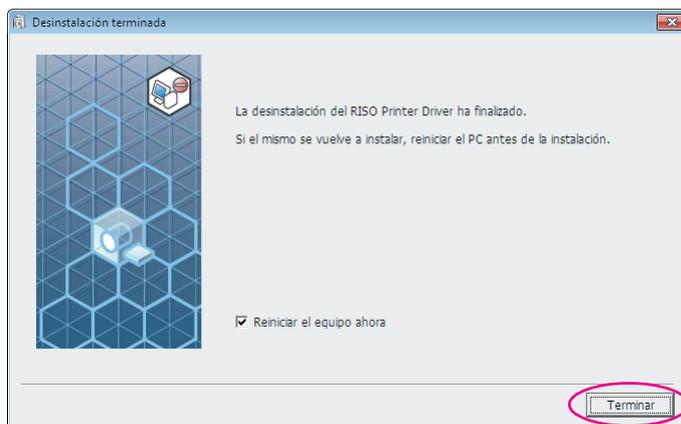 Desinstalación terminada
La desinstalación del RISO Printer Driver ha finalizado.
Si el mismo se vuelve a instalar, reiniciar el PC antes de la instalación.
Reiniciar el equipo ahora
Terminar